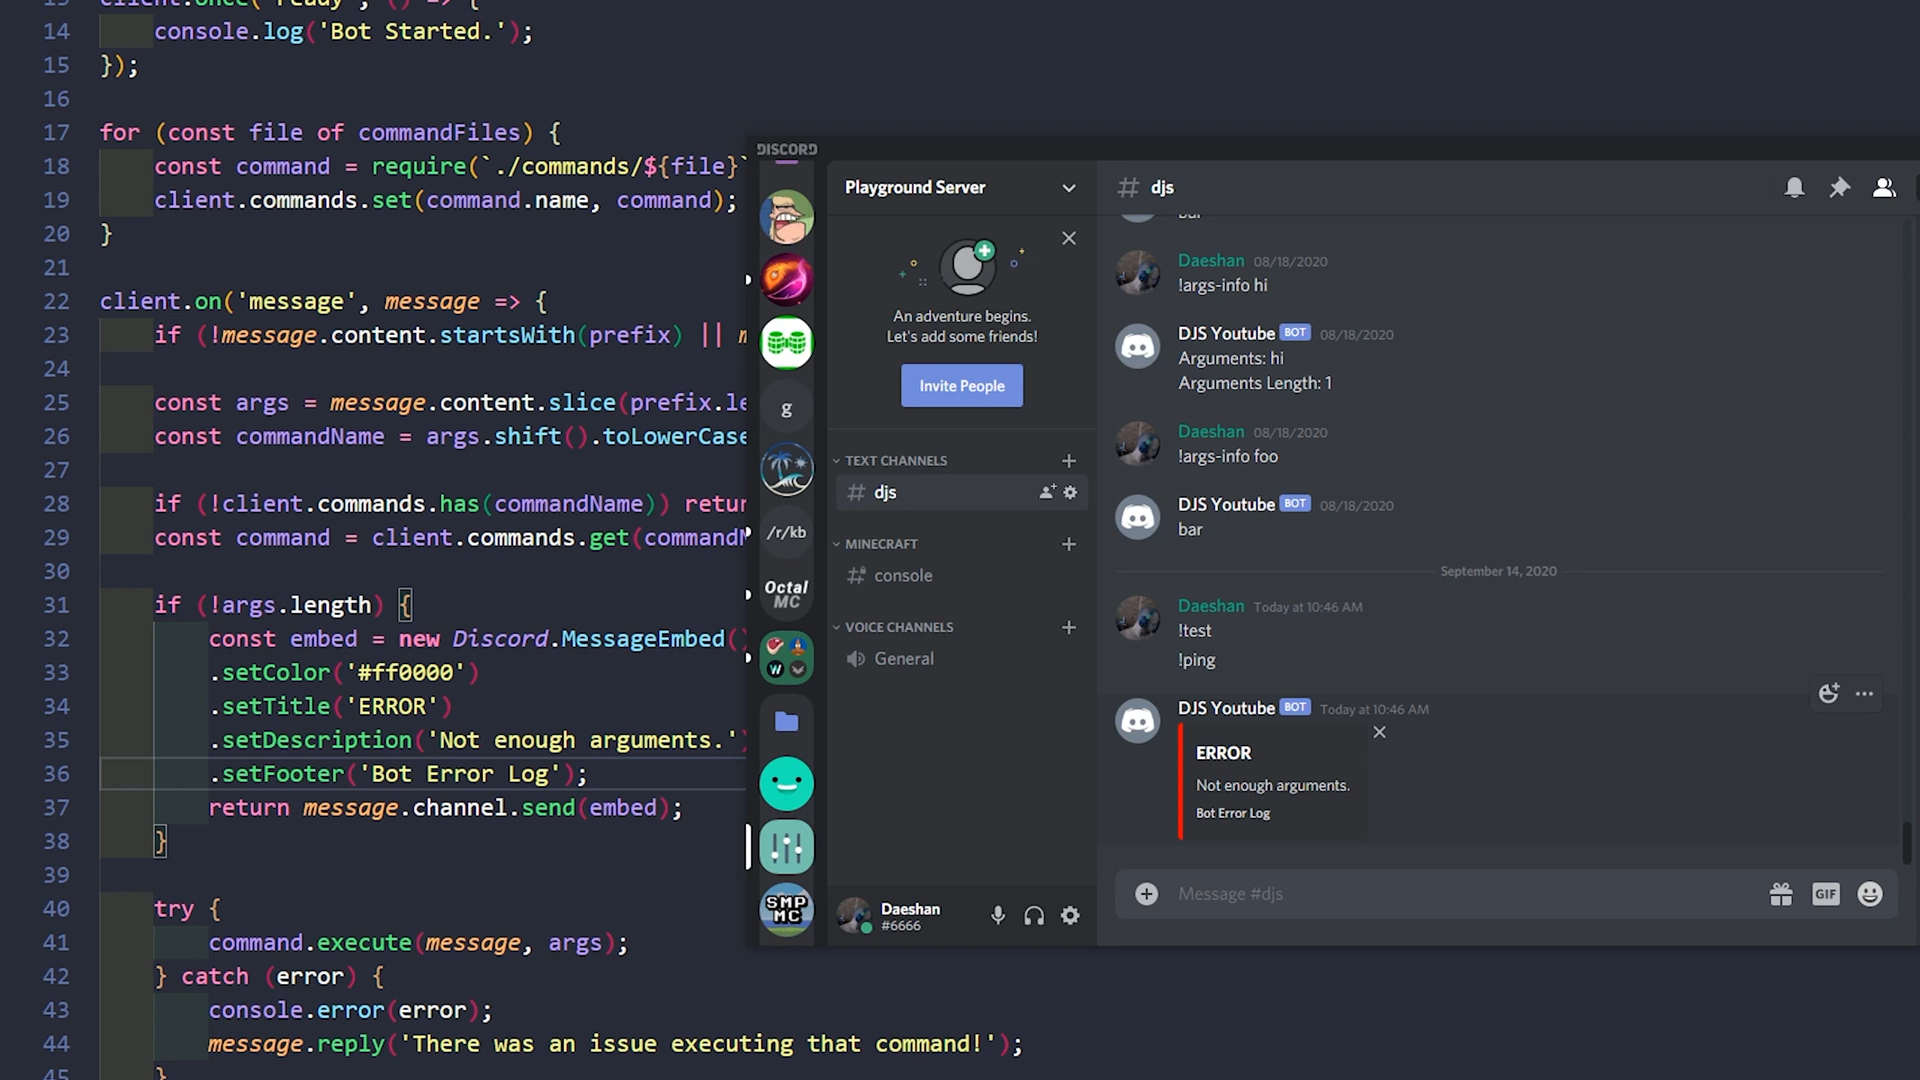 client.once('ready', () => {
14 console.log('Bot Started.');
15 });
16
17 for (const file of commandFiles) {
18 const command = require(`./commands/${file}`
19 client.commands.set(command.name, command);
20 }
21
22 client.on('message', message => {
23 if (!message.content.startsWith(prefix) || m
24
25 const args = message.content.slice(prefix.le
26 const commandName = args.shift().toLowerCase
27
28 if (!client.commands.has(commandName)) retur
29 const command = client.commands.get(commandN
30
31 if (!args.length) {
32 const embed = new Discord.MessageEmbed()
33 .setColor('#ff0000')
34 .setTitle('ERROR')
35 .setDescription('Not enough arguments.')
36 .setFooter('Bot Error Log');
37 return message.channel.send(embed);
38 }
39
40 try {
41 command.execute(message, args);
42 } catch (error) {
43 console.error(error);
44 message.reply('There was an issue executing that command!');
45 }
DISCORD
g
/r/kb
Octal
MC
W
SMP
MC
Playground Server
An adventure begins.
Let's add some friends!
Invite People
TEXT CHANNELS
# djs
MINECRAFT
# console
VOICE CHANNELS
General
Daeshan
#6666
# djs
bar
Daeshan 08/18/2020
!args-info hi
DJS Youtube BOT 08/18/2020
Arguments: hi
Arguments Length: 1
Daeshan 08/18/2020
!args-info foo
DJS Youtube BOT 08/18/2020
bar
September 14, 2020
Daeshan Today at 10:46 AM
!test
!ping
DJS Youtube BOT Today at 10:46 AM
ERROR
Not enough arguments.
Bot Error Log
Message #djs
GIF